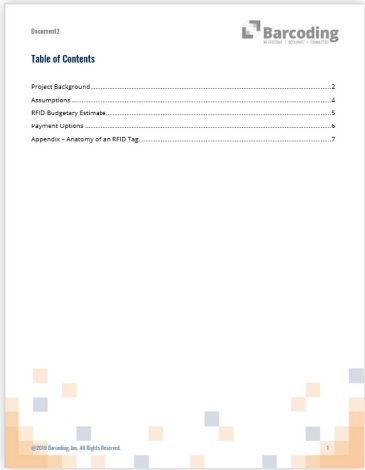 Document2
Barcoding
Table of Contents
Project Background....................2
Assumptions....................4
RFID Budgetary Estimate....................5
Payment Options....................6
Appendix – Anatomy of an RFID Tag....................7
@2019 Barcoding, Inc. All Rights Reserved.
1